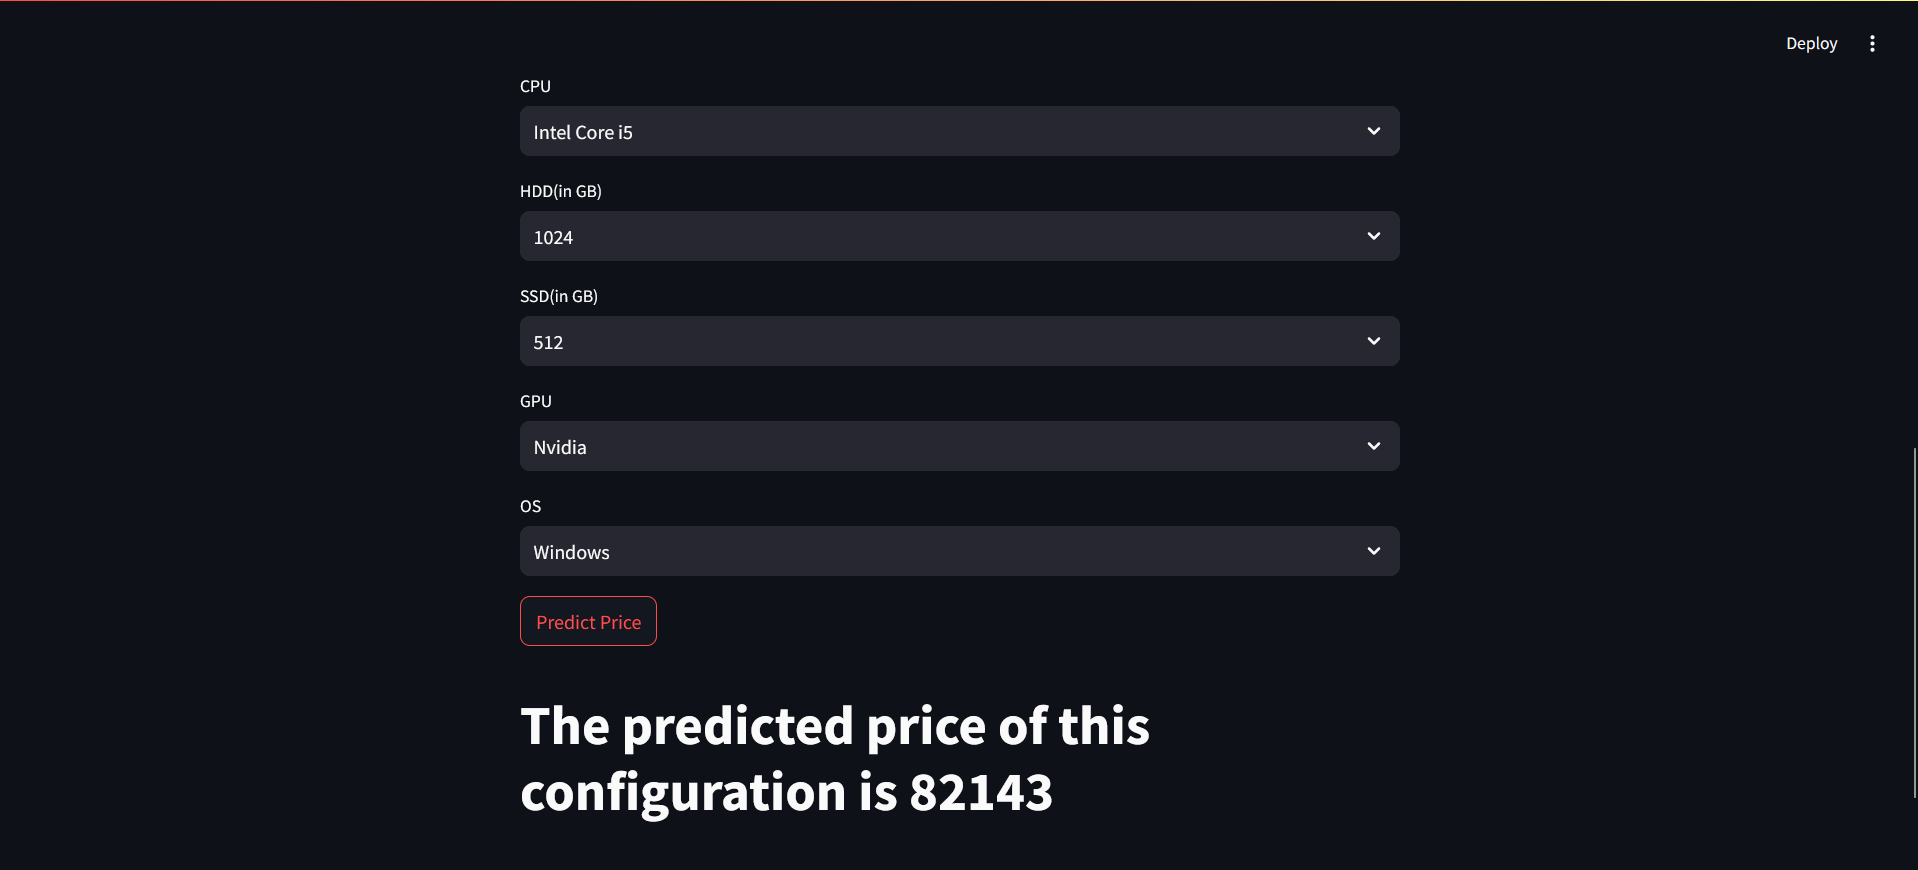 Deploy
CPU
Intel Core i5
HDD(in GB)
1024
SSD(in GB)
512
GPU
Nvidia
OS
Windows
Predict Price
The predicted price of this
configuration is 82143